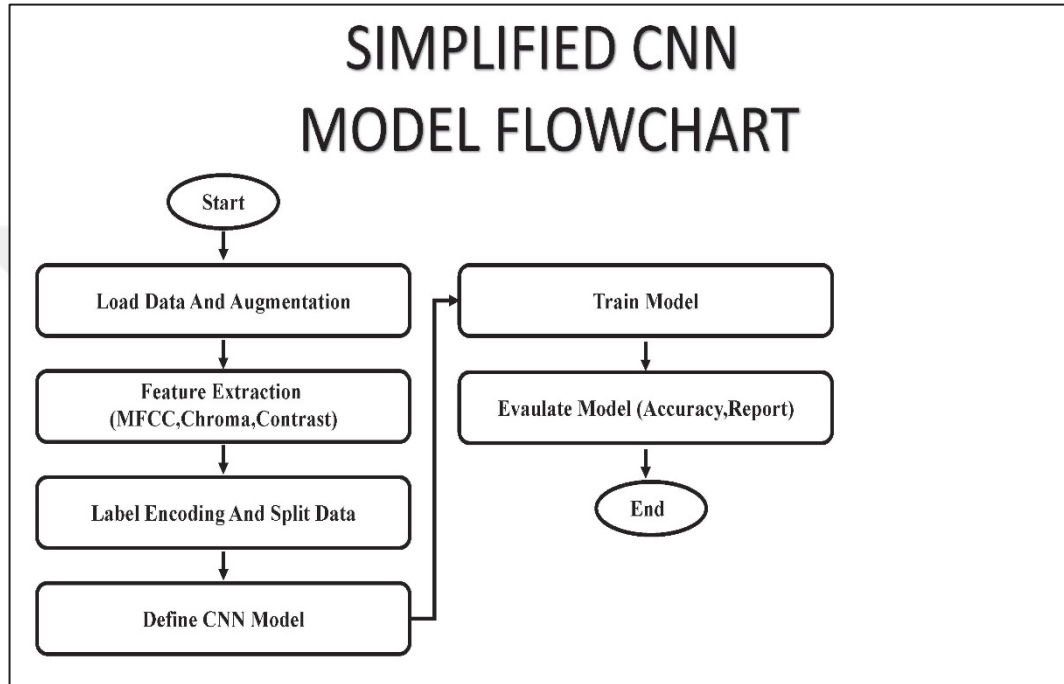 SIMPLIFIED CNN
MODEL FLOWCHART
Start
Load Data And Augmentation
Feature Extraction
(MFCC,Chroma,Contrast)
Label Encoding And Split Data
Define CNN Model
Train Model
Evaulate Model (Accuracy,Report)
End